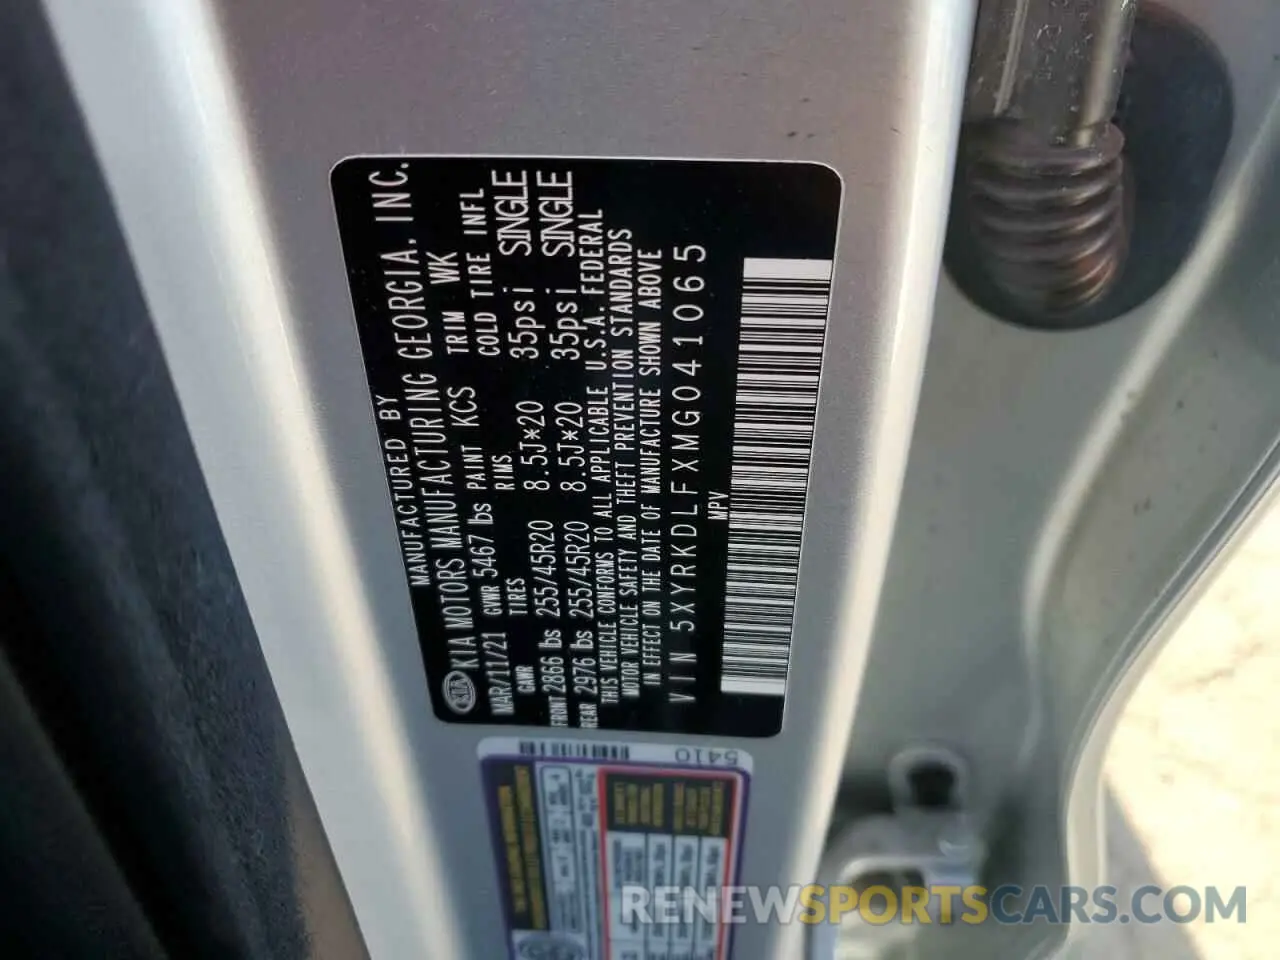 MANUFACTURED BY
KIA KIA MOTORS MANUFACTURING GEORGIA, INC.
MAR/11/21 GVWR 5467 lbs PAINT KCS TRIM WK
GAWR TIRES RIMS COLD TIRE INFL
FRONT 2866 lbs 255/45R20 8.5J*20 35psi SINGLE
REAR 2976 lbs 255/45R20 8.5J*20 35psi SINGLE
THIS VEHICLE CONFORMS TO ALL APPLICABLE U.S.A. FEDERAL
MOTOR VEHICLE SAFETY AND THEFT PREVENTION STANDARDS
IN EFFECT ON THE DATE OF MANUFACTURE SHOWN ABOVE
VIN 5XYRKDLFXMG041065
MPV
5410
RENEWSPORTSCARS.COM